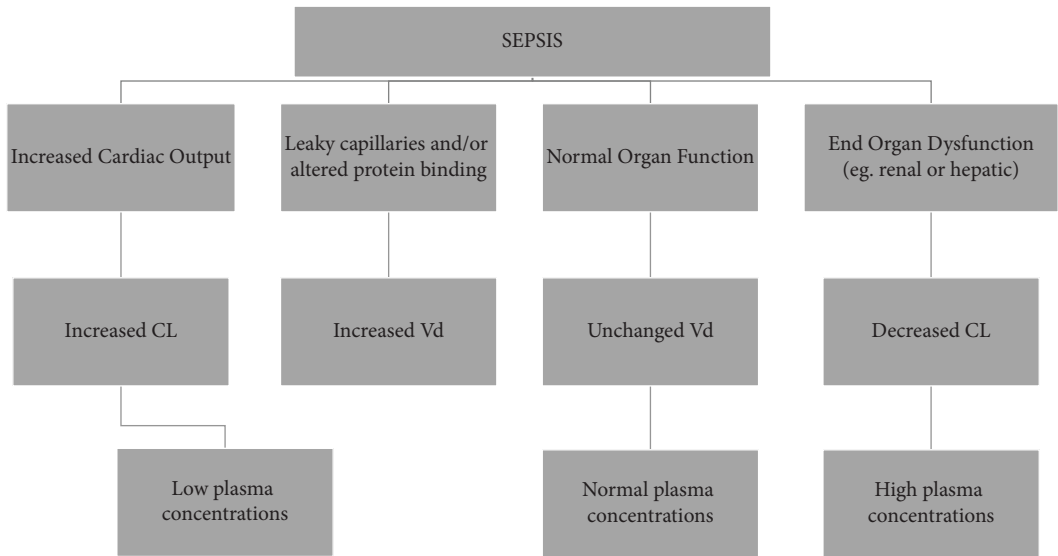 SEPSIS
Increased Cardiac Output
Leaky capillaries and/or
altered protein binding
Normal Organ Function
End Organ Dysfunction
(eg. renal or hepatic)
Increased CL
Increased Vd
Unchanged Vd
Decreased CL
Low plasma
concentrations
Normal plasma
concentrations
High plasma
concentrations